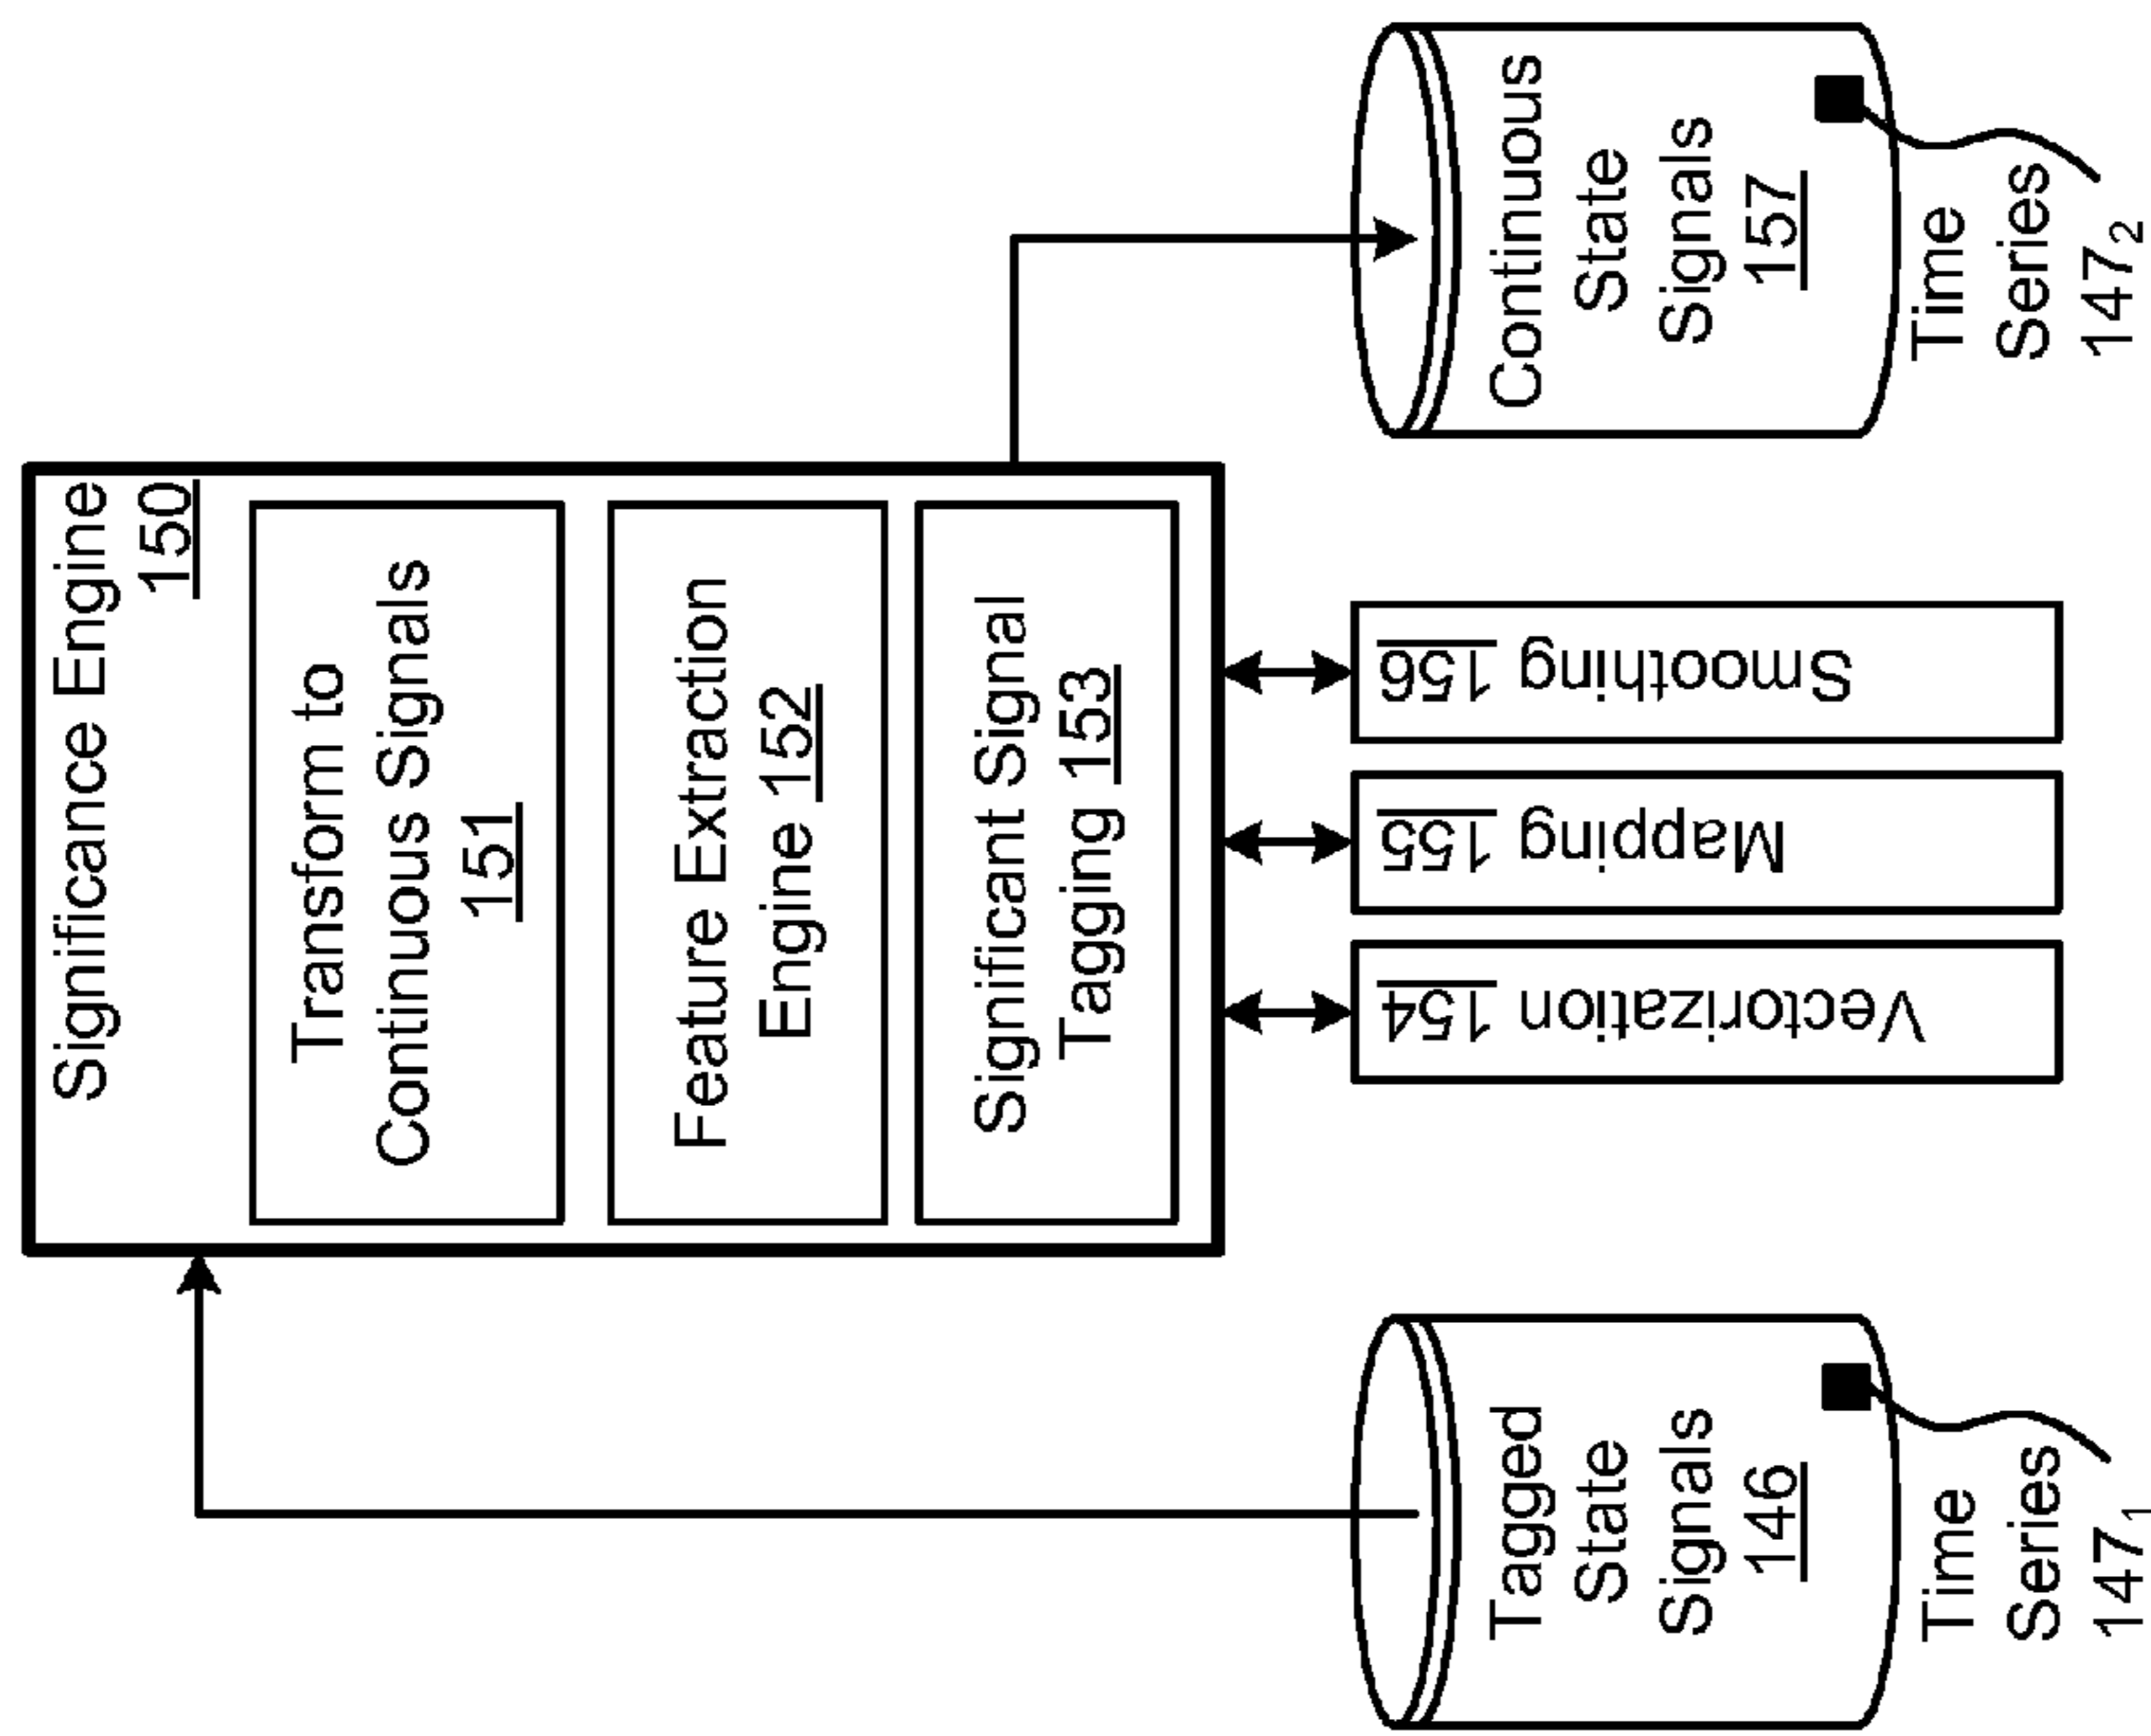 Significance Engine
150
Transform to
Continuous Signals
151
Feature Extraction
Engine 152
Significant Signal
Tagging 153
Tagged
State
Signals
146
Time
Series
147₁
Vectorization 154
Mapping 155
Smoothing 156
Continuous
State
Signals
157
Time
Series
147₂